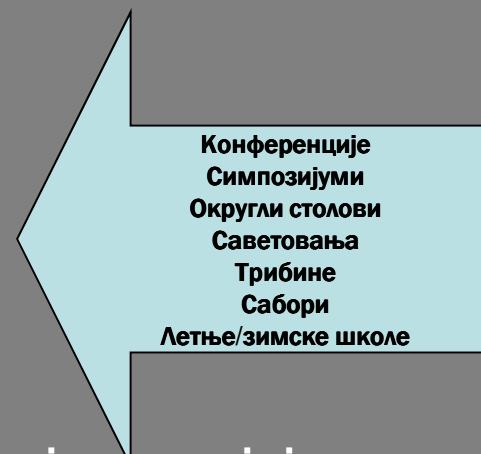 Конференције
Симпозијуми
Округли столови
Саветовања
Трибине
Сабори
Летње/зимске школе